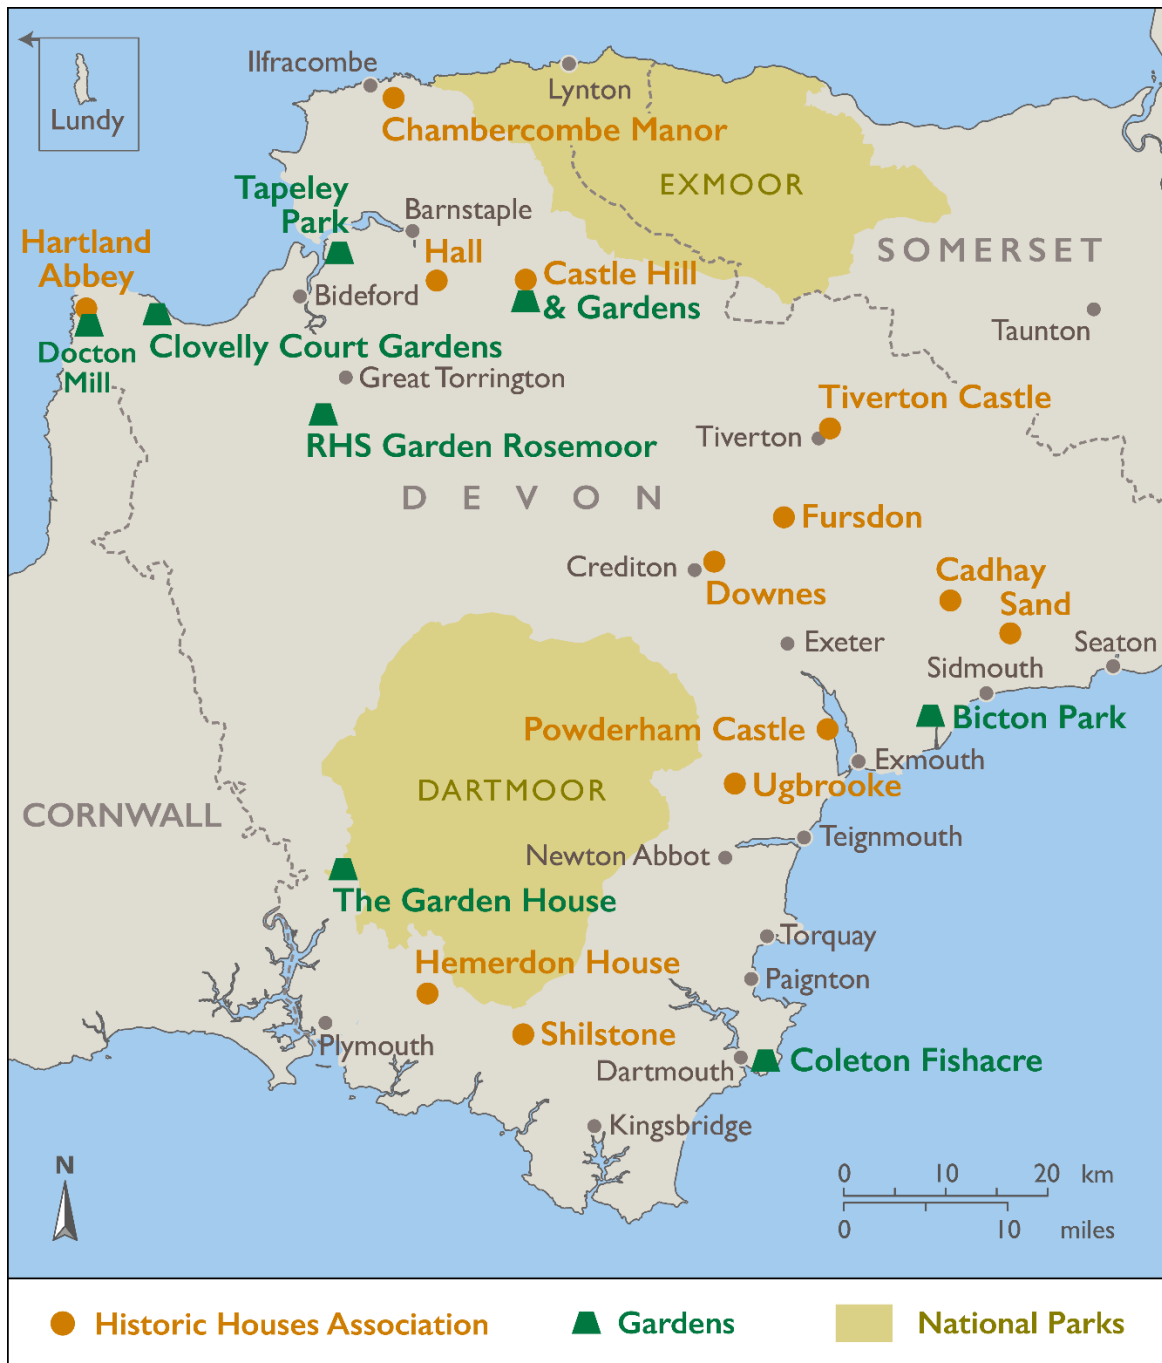 Ilfracombe
Lynton
Lundy
Chambercombe Manor
EXMOOR
Tapeley
Park
Barnstaple
Hartland
Abbey
Hall
Castle Hill
& Gardens
SOMERSET
Bideford
Taunton
Docton
Mill
Clovelly Court Gardens
Great Torrington
Tiverton Castle
Tiverton
RHS Garden Rosemoor
DEVON
Fursdon
Crediton
Downes
Cadhay
Sand
Exeter
Seaton
Sidmouth
Powderham Castle
Bicton Park
Exmouth
Ugbrooke
DARTMOOR
CORNWALL
Teignmouth
Newton Abbot
The Garden House
Torquay
Hemerdon House
Paignton
Shilstone
Plymouth
Coleton Fishacre
Dartmouth
Kingsbridge
N
0 10 20 km
0 10 miles
Historic Houses Association
Gardens
National Parks